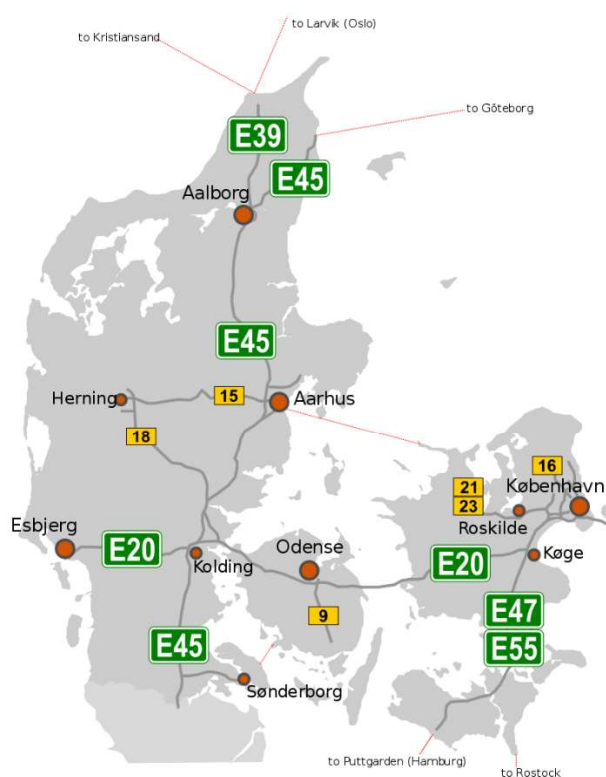 to Larvik (Oslo)
to Kristiansand
to Göteborg
E39
E45
Aalborg
E45
Herning
15
Aarhus
18
16
21
København
23
Roskilde
Esbjerg
E20
Kolding
Odense
E20
Køge
9
E47
E45
E55
Sønderborg
to Puttgarden (Hamburg)
to Rostock